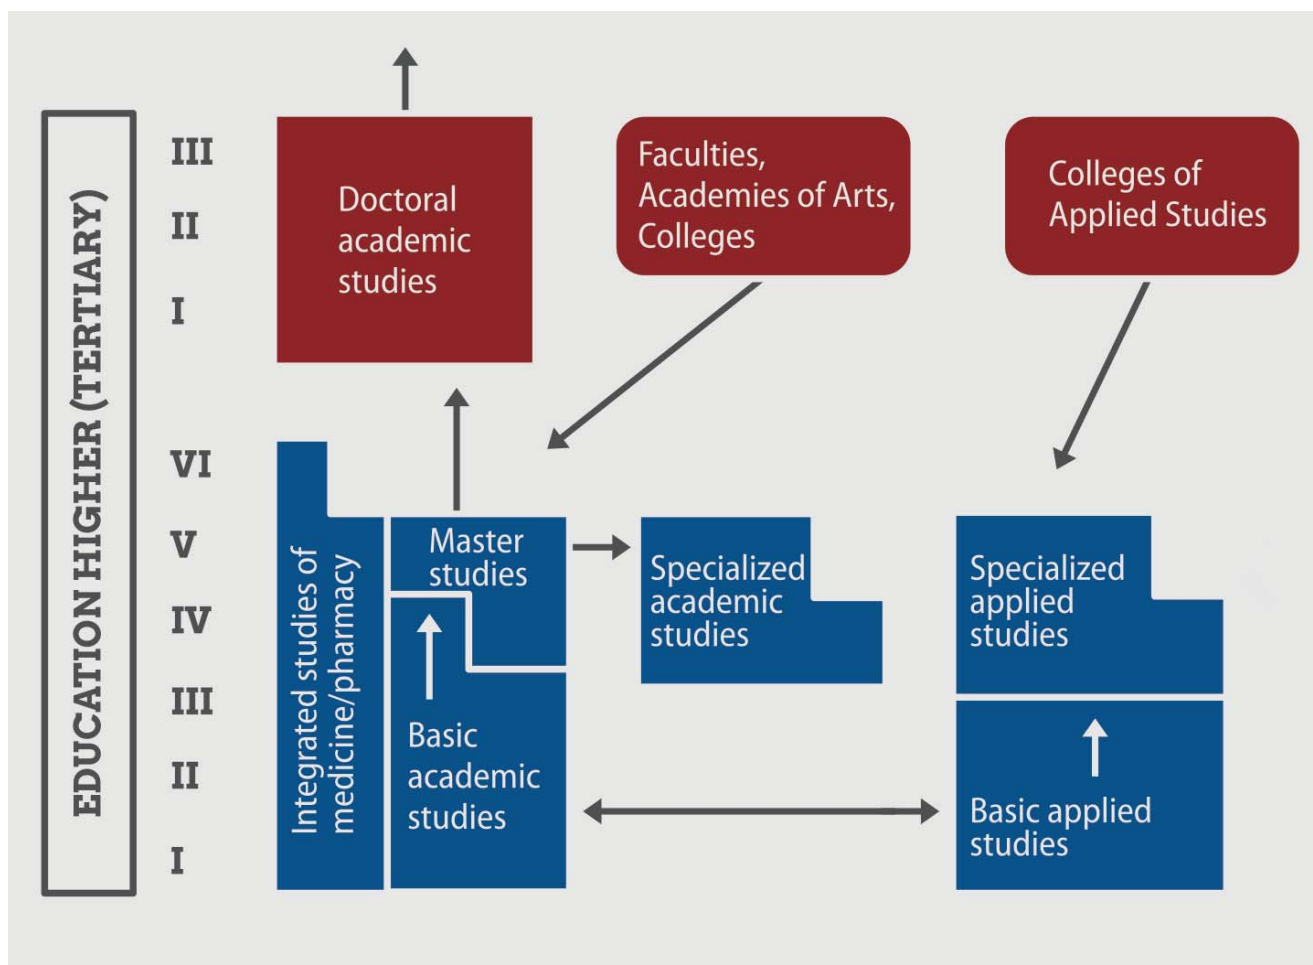 EDUCATION HIGHER (TERTIARY)
III
II
I
VI
V
IV
III
II
I
Doctoral
academic
studies
Faculties,
Academies of Arts,
Colleges
Colleges of
Applied Studies
Integrated studies of
medicine/pharmacy
Master
studies
Basic
academic
studies
Specialized
academic
studies
Specialized
applied
studies
Basic applied
studies